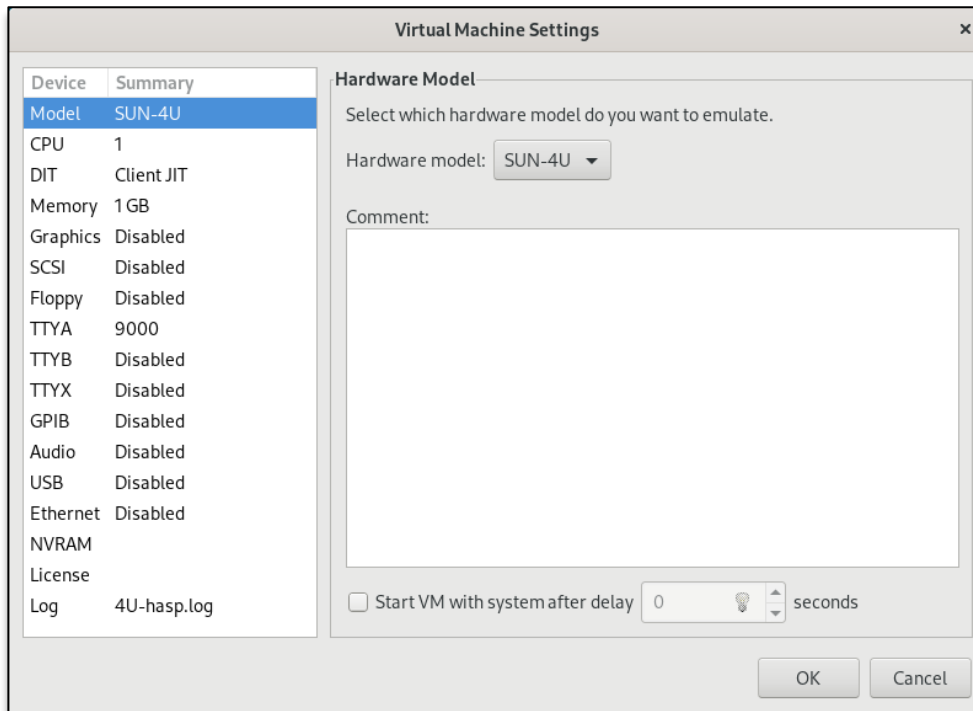 Virtual Machine Settings ×
Device Summary
Model SUN-4U
CPU 1
DIT Client JIT
Memory 1 GB
Graphics Disabled
SCSI Disabled
Floppy Disabled
TTYA 9000
TTYB Disabled
TTYX Disabled
GPIB Disabled
Audio Disabled
USB Disabled
Ethernet Disabled
NVRAM
License
Log 4U-hasp.log
Hardware Model
Select which hardware model do you want to emulate.
Hardware model: SUN-4U
Comment:
Start VM with system after delay 0 seconds
OK Cancel